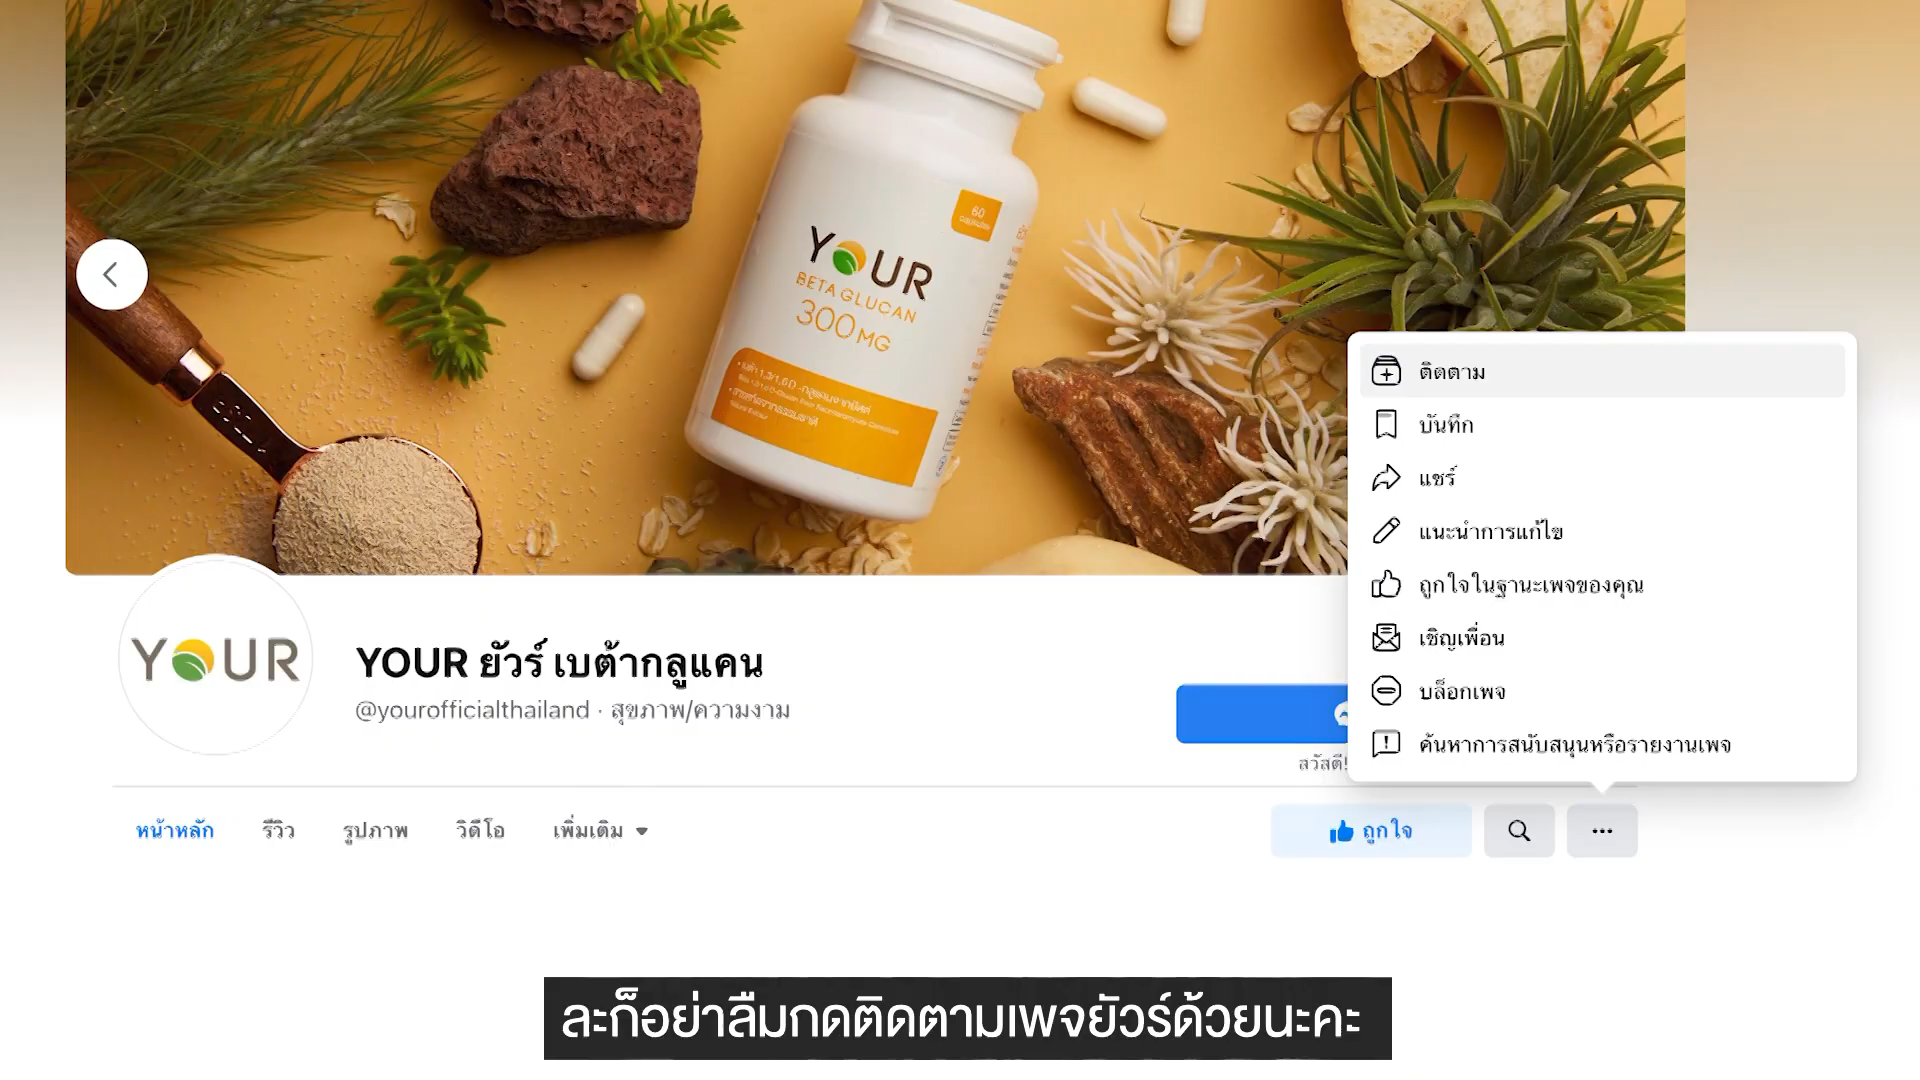 60
capsules
YOUR
BETA GLUCAN
300 MG
YOUR
YOUR ยัวร์ เบต้ากลูแคน
@yourofficialthailand · สุขภาพ/ความงาม
สวัสดี!
ติดตาม
บันทึก
แชร์
แนะนำการแก้ไข
ถูกใจในฐานะเพจของคุณ
เชิญเพื่อน
บล็อกเพจ
ค้นหาการสนับสนุนหรือรายงานเพจ
หน้าหลัก
รีวิว
รูปภาพ
วิดีโอ
เพิ่มเติม
ถูกใจ
ละก็อย่าลืมกดติดตามเพจยัวร์ด้วยนะคะ